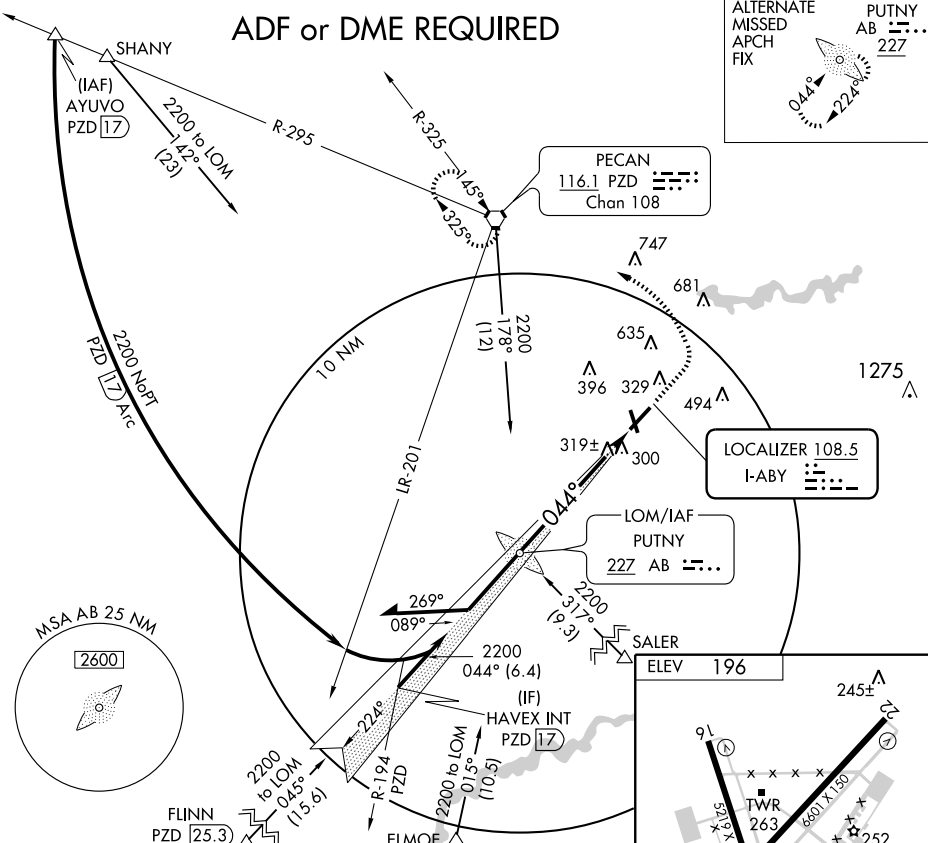 ADF or DME REQUIRED
ALTERNATE
MISSED
APCH
FIX
PUTNY
AB
227
044°
224°
SHANY
(IAF)
AYUVO
PZD 17
2200 to LOM
142°
(23)
R-295
R-325
145°
325°
PECAN
116.1 PZD
Chan 108
2200 NoPT
PZD 17 Arc
10 NM
2200
178°
(12)
747
681
635
396
329
494
1275
319±
300
LOCALIZER 108.5
I-ABY
LR-201
044°
LOM/IAF
PUTNY
227 AB
269°
089°
2200
317°
(9.3)
SALER
MSA AB 25 NM
2600
2200
044° (6.4)
(IF)
HAVEX INT
PZD 17
224°
R-194
PZD
2200
to LOM
045°
(15.6)
FLINN
PZD 25.3
2200 to LOM
015°
(10.5)
ELEV 196
245±
16
22
X X X X
TWR
263
5219 X
6601 X 150
X
X
X
X
252